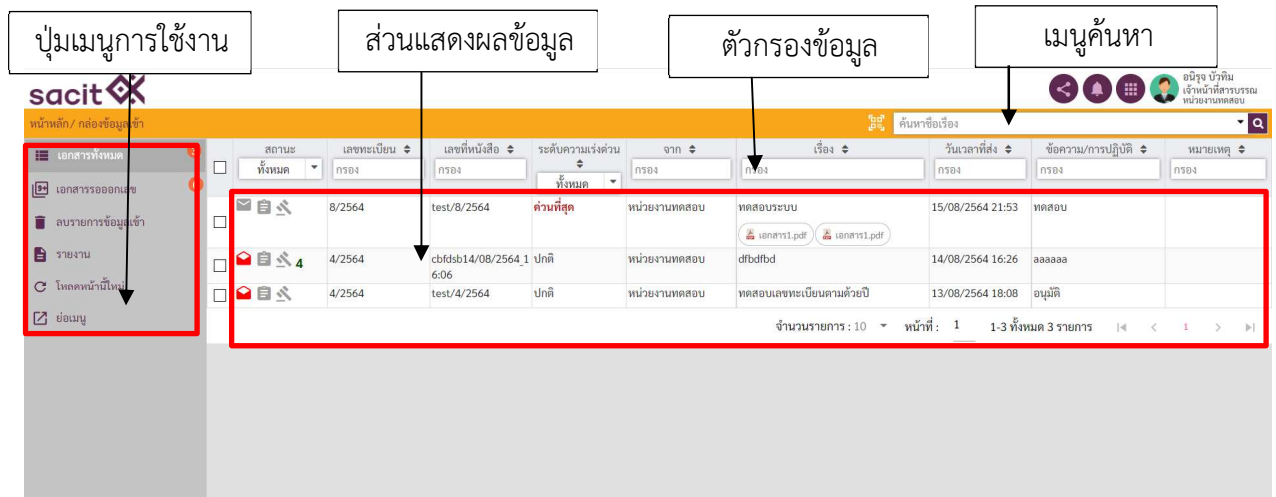 ปุ่มเมนูการใช้งาน
ส่วนแสดงผลข้อมูล
ตัวกรองข้อมูล
เมนูค้นหา
sacit
อนิรุจ บัวทิม
เจ้าหน้าที่สารบรรณ
หน่วยงานทดสอบ
หน้าหลัก/ กล่องข้อมูลเข้า
ค้นหาชื่อเรื่อง
เอกสารทั้งหมด
เอกสารรอออกเลข
ลบรายการข้อมูลเข้า
รายงาน
โหลดหน้านี้ใหม่
ย่อเมนู
สถานะ เลขทะเบียน เลขที่หนังสือ ระดับความเร่งด่วน จาก เรื่อง วันเวลาที่ส่ง ข้อความ/การปฏิบัติ หมายเหตุ
ทั้งหมด กรอง กรอง ทั้งหมด กรอง กรอง กรอง กรอง กรอง
8/2564 test/8/2564 ด่วนที่สุด หน่วยงานทดสอบ ทดสอบระบบ 15/08/2564 21:53 ทดสอบ
เอกสาร1.pdf เอกสาร1.pdf
4 4/2564 cbfdsb14/08/2564_1 ปกติ หน่วยงานทดสอบ dfbdfbd 14/08/2564 16:26 aaaaaa
6:06
4/2564 test/4/2564 ปกติ หน่วยงานทดสอบ ทดสอบเลขทะเบียนตามด้วยปี 13/08/2564 18:08 อนุมัติ
จำนวนรายการ : 10 หน้าที่ : 1 1-3 ทั้งหมด 3 รายการ |< < 1 > >|